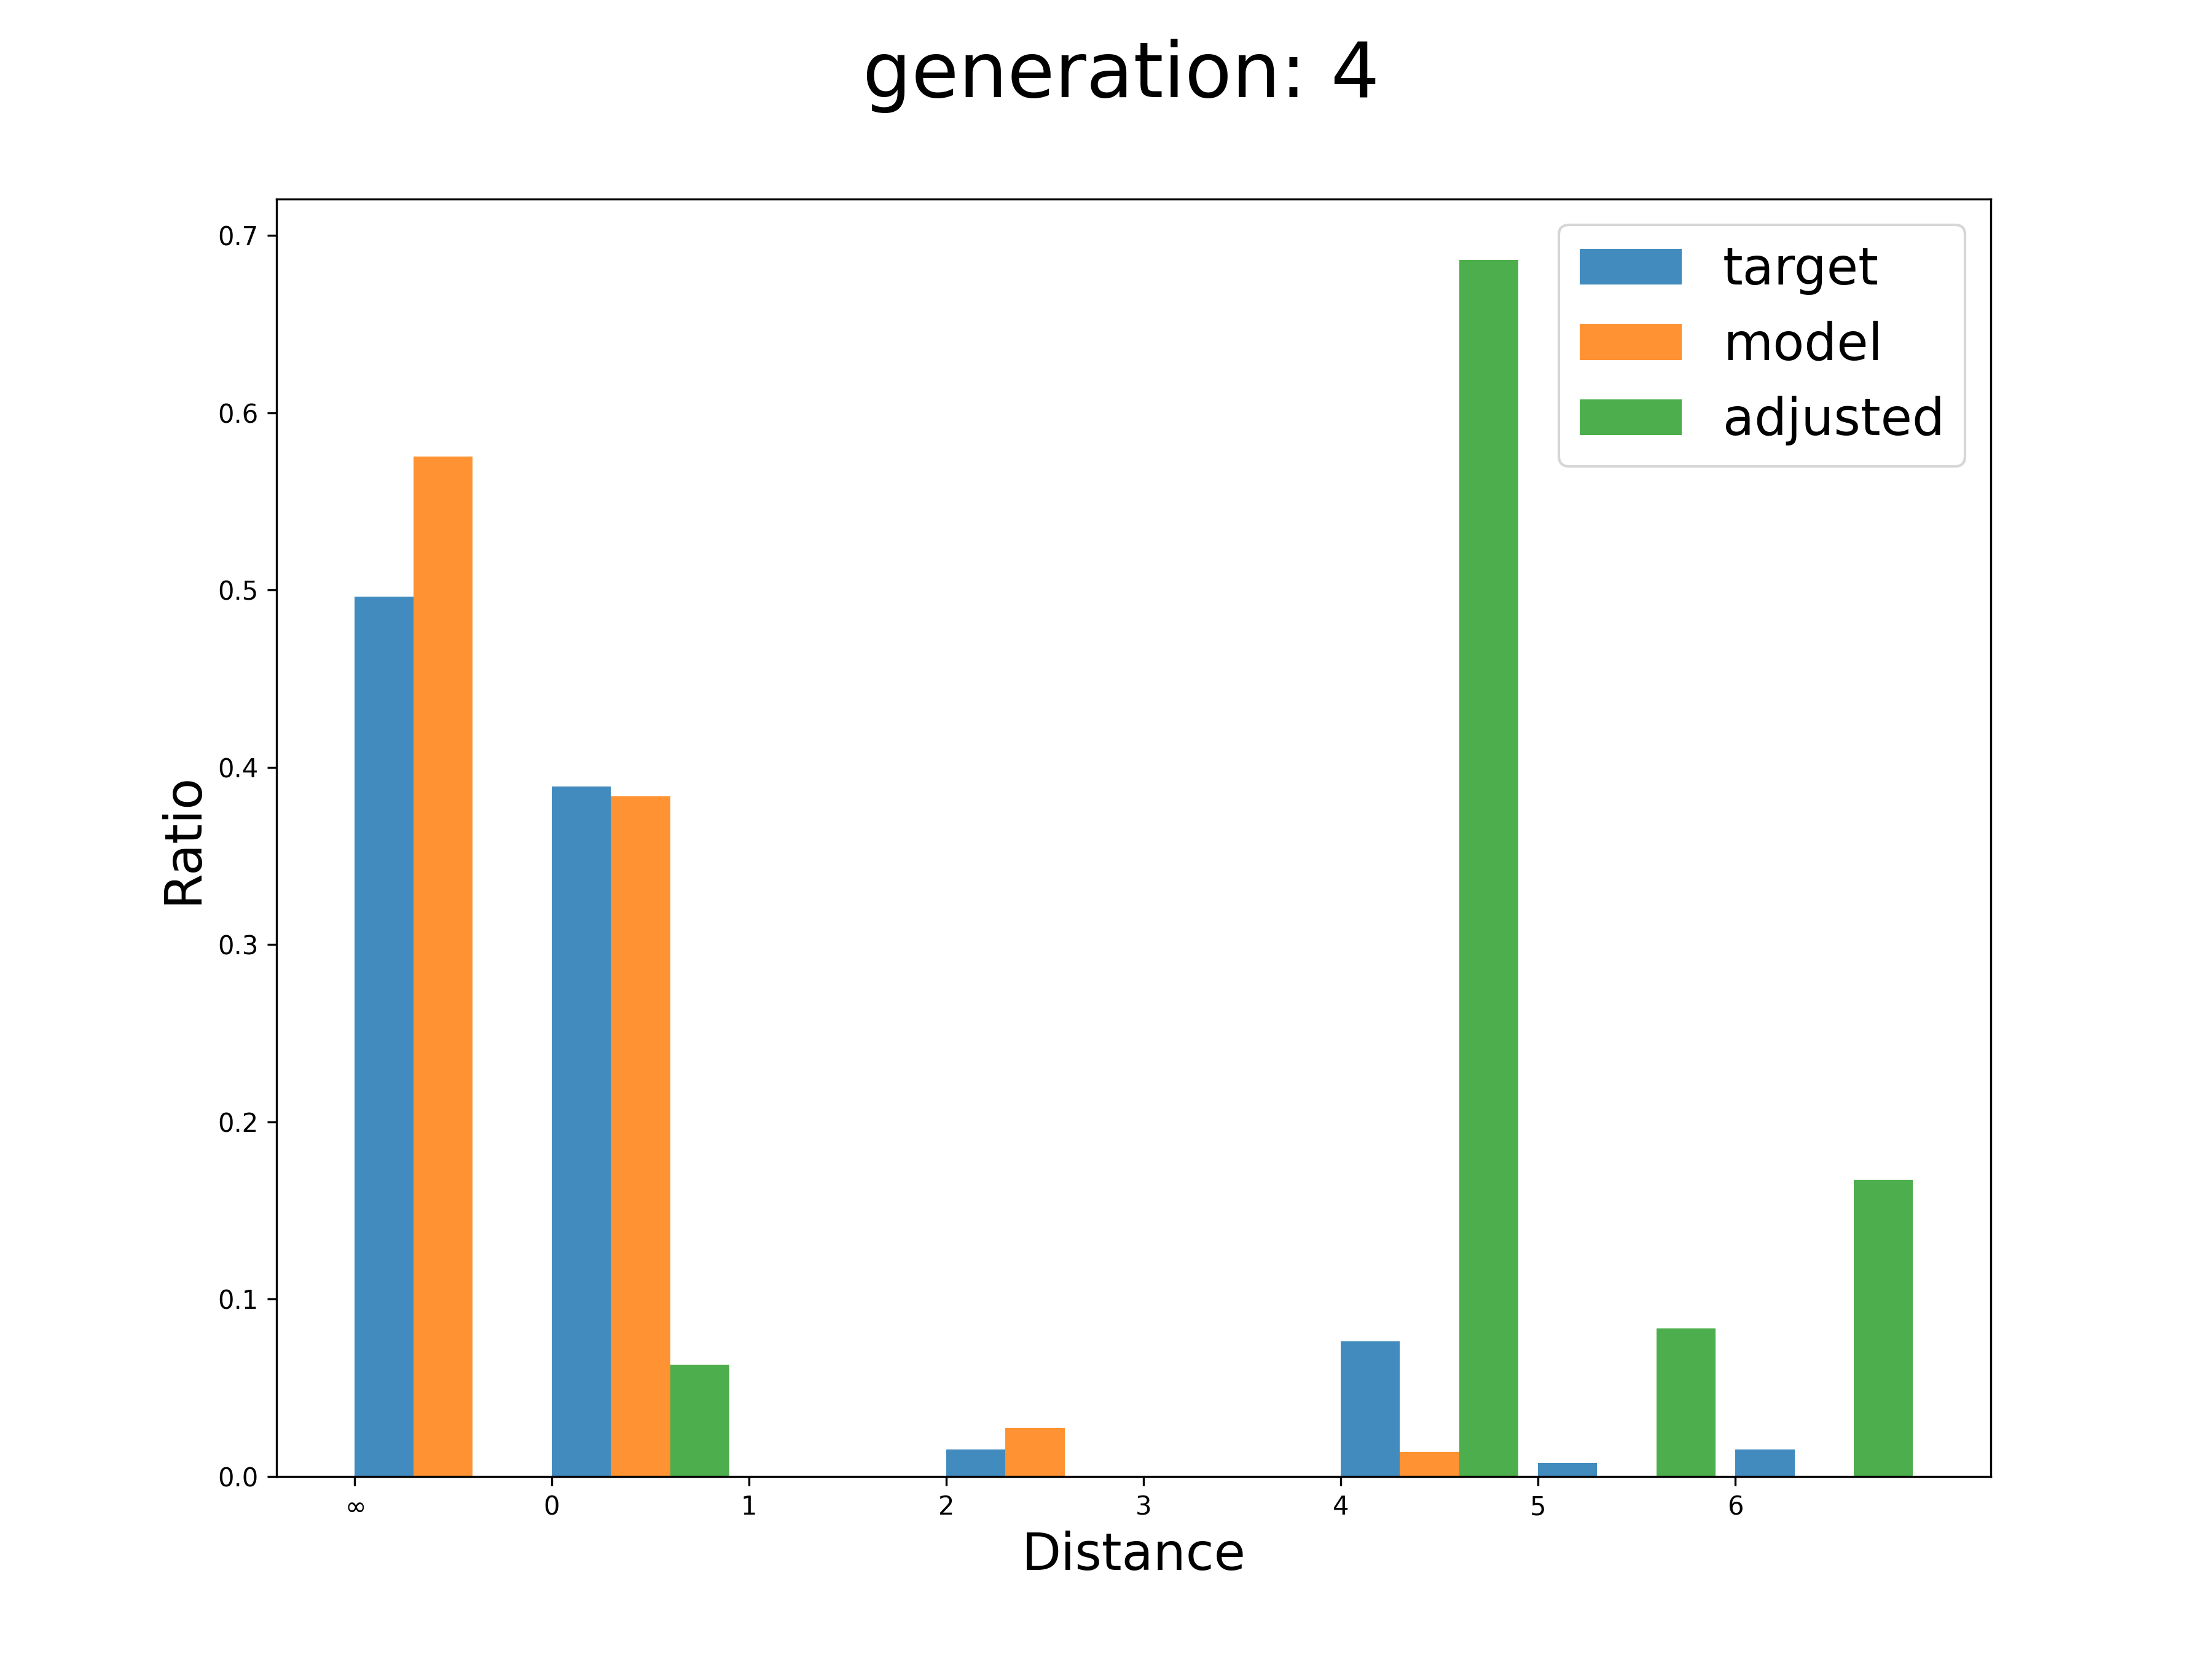 generation: 4
target
model
adjusted
0.7
0.6
0.5
0.4
0.3
0.2
0.1
0.0
Ratio
∞ 0 1 2 3 4 5 6
Distance